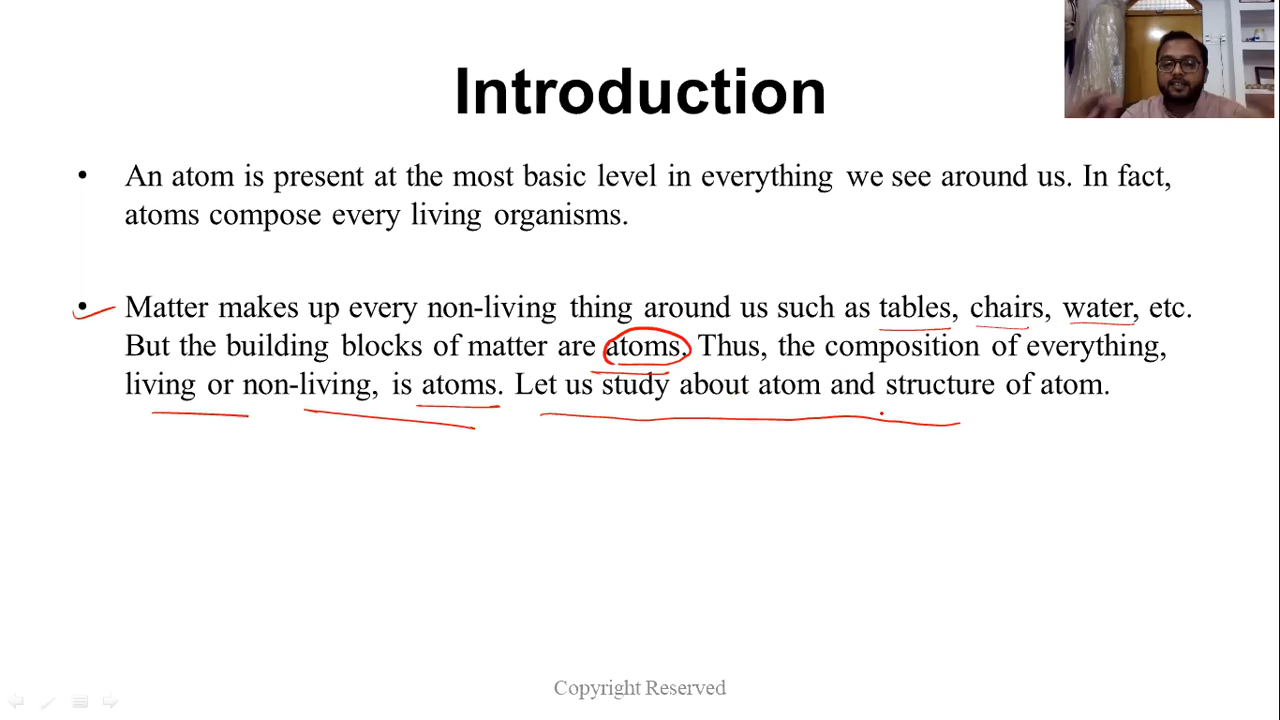 Introduction
• An atom is present at the most basic level in everything we see around us. In fact,
atoms compose every living organisms.
• Matter makes up every non-living thing around us such as tables, chairs, water, etc.
But the building blocks of matter are atoms. Thus, the composition of everything,
living or non-living, is atoms. Let us study about atom and structure of atom.
Copyright Reserved